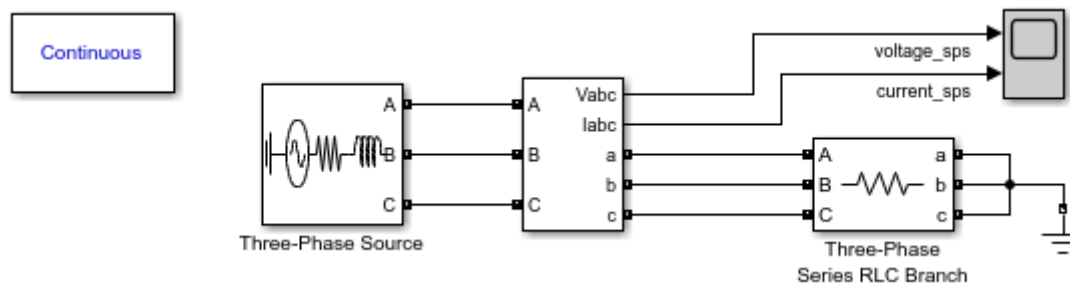 Continuous
voltage_sps
current_sps
A
B
C
Three-Phase Source
A
B
C
Vabc
Iabc
a
b
c
A
B
C
a
b
c
Three-Phase
Series RLC Branch